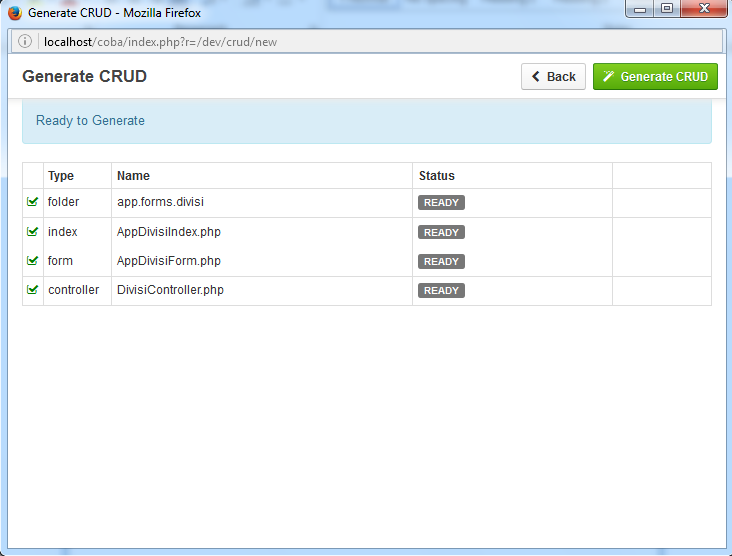 Generate CRUD - Mozilla Firefox
localhost/coba/index.php?r=/dev/crud/new
Generate CRUD
Back
Generate CRUD
Ready to Generate
Type Name Status
folder app.forms.divisi READY
index AppDivisiIndex.php READY
form AppDivisiForm.php READY
controller DivisiController.php READY